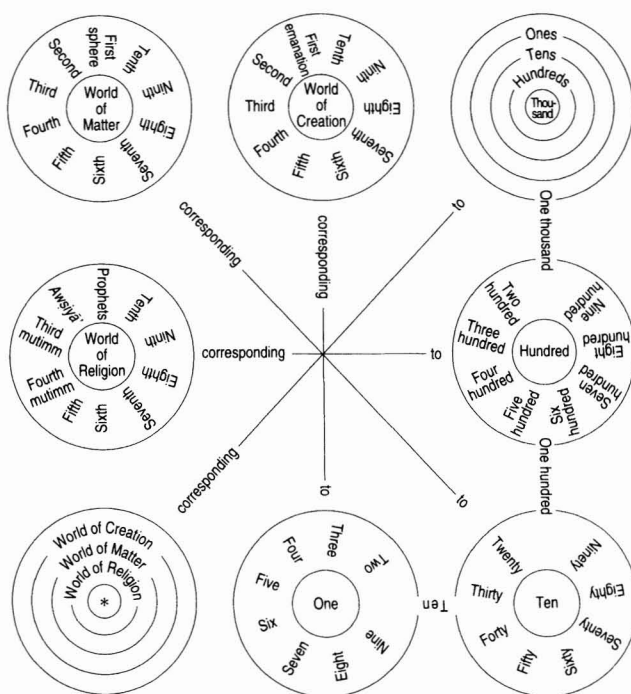 First
sphere
Tenth
Ninth
Eighth
Seventh
Sixth
Fifth
Fourth
Third
Second
World
of
Matter
First
emanation
Tenth
Ninth
Eighth
Seventh
Sixth
Fifth
Fourth
Third
Second
World
of
Creation
Ones
Tens
Hundreds
Thou-
sand
corresponding
corresponding
to
One thousand
Prophets
Tenth
Ninth
Eighth
Seventh
Sixth
Fifth
Fourth
mutimm
Third
mutimm
Awṣiyāʾ
World
of
Religion
corresponding
to
Two
hundred
Three
hundred
Four
hundred
Five
hundred
Six
hundred
Seven
hundred
Eight
hundred
Nine
hundred
Hundred
corresponding
to
to
One hundred
World of Creation
World of Matter
World of Religion
*
Two
Three
Four
Five
Six
Seven
Eight
Nine
One
Ten
Twenty
Thirty
Forty
Fifty
Sixty
Seventy
Eighty
Ninety
Ten